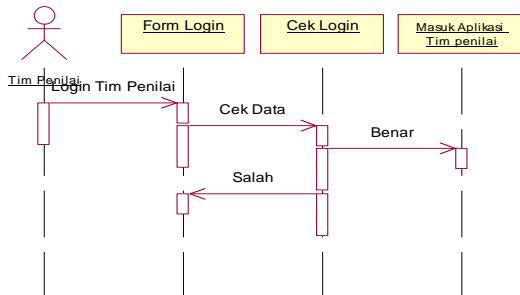 Form Login
Cek Login
Masuk Aplikasi
Tim penilai
Tim Penilai
Login Tim Penilai
Cek Data
Benar
Salah